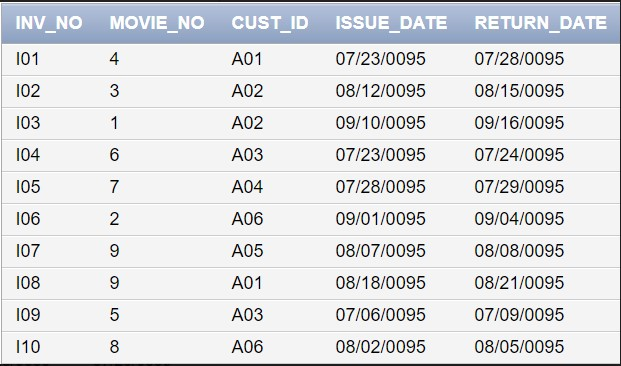 INV_NO MOVIE_NO CUST_ID ISSUE_DATE RETURN_DATE
I01 4 A01 07/23/0095 07/28/0095
I02 3 A02 08/12/0095 08/15/0095
I03 1 A02 09/10/0095 09/16/0095
I04 6 A03 07/23/0095 07/24/0095
I05 7 A04 07/28/0095 07/29/0095
I06 2 A06 09/01/0095 09/04/0095
I07 9 A05 08/07/0095 08/08/0095
I08 9 A01 08/18/0095 08/21/0095
I09 5 A03 07/06/0095 07/09/0095
I10 8 A06 08/02/0095 08/05/0095